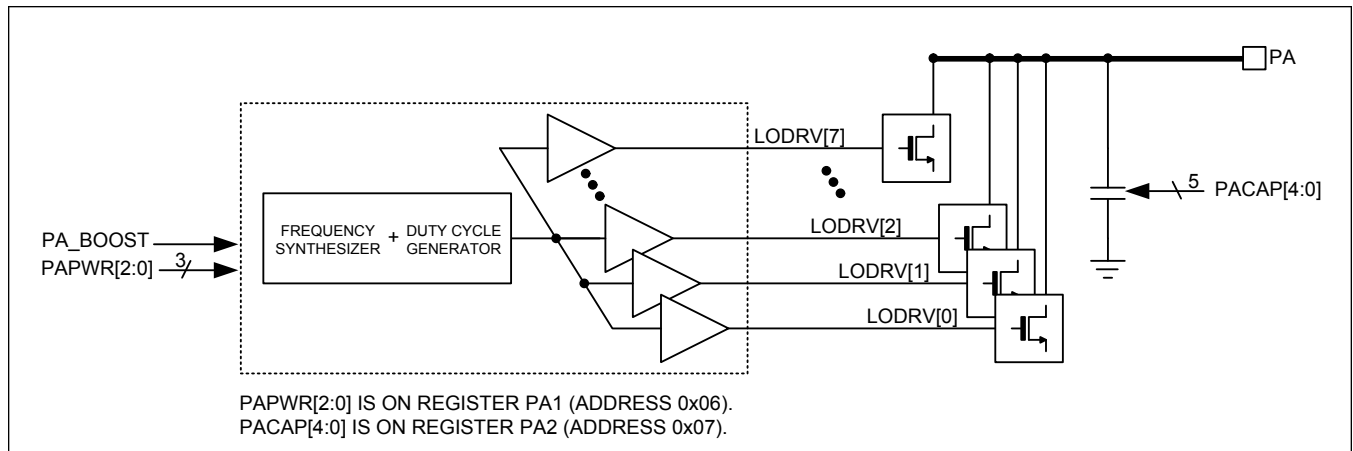 PA
LODRV[7]
5 PACAP[4:0]
PA_BOOST
PAPWR[2:0] 3
FREQUENCY
SYNTHESIZER
+
DUTY CYCLE
GENERATOR
LODRV[2]
LODRV[1]
LODRV[0]
PAPWR[2:0] IS ON REGISTER PA1 (ADDRESS 0x06).
PACAP[4:0] IS ON REGISTER PA2 (ADDRESS 0x07).